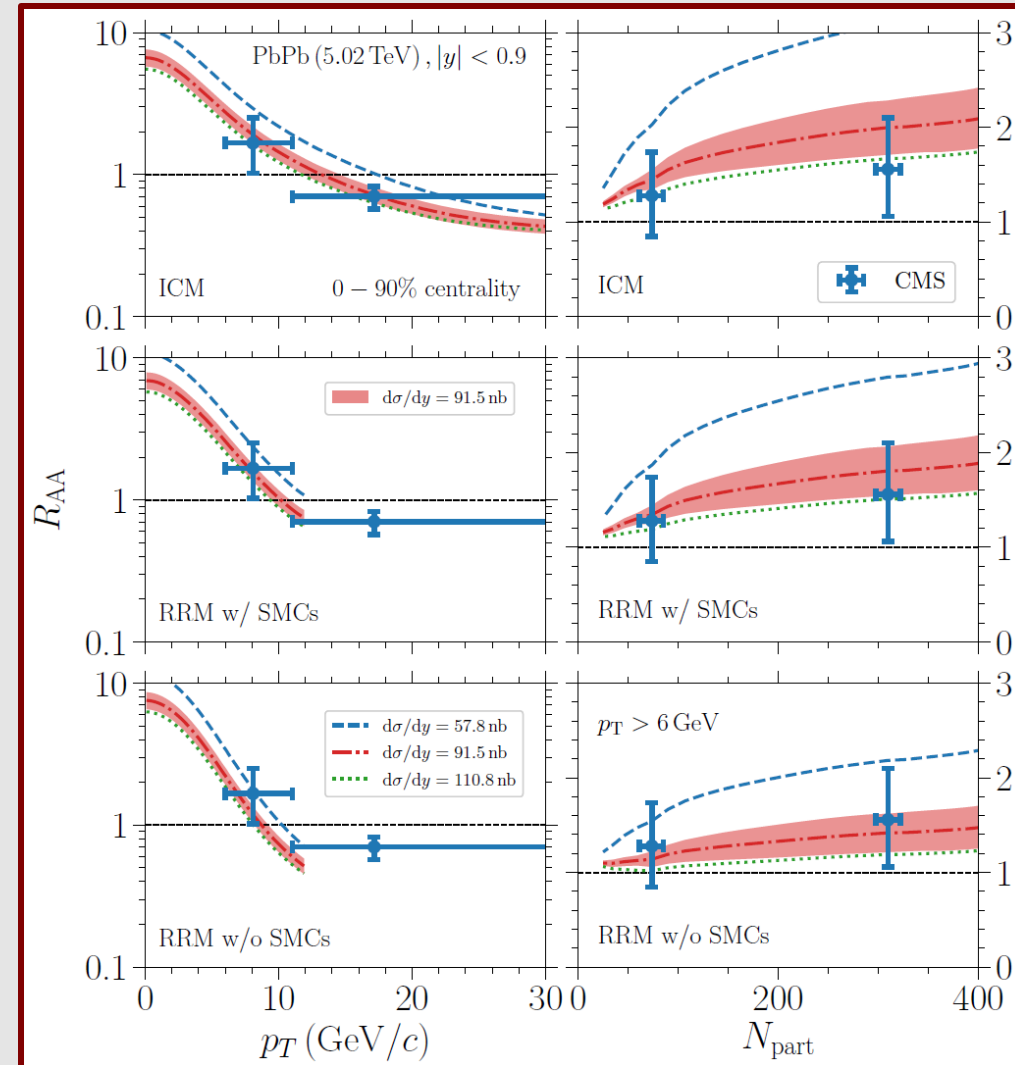 10
1
0.1
PbPb (5.02 TeV) , |y| < 0.9
ICM
0 − 90% centrality
3
2
1
0
ICM
CMS
10
1
0.1
dσ/dy = 91.5 nb
RRM w/ SMCs
3
2
1
0
RRM w/ SMCs
R_AA
10
1
0.1
dσ/dy = 57.8 nb
dσ/dy = 91.5 nb
dσ/dy = 110.8 nb
RRM w/o SMCs
3
2
1
0
p_T > 6 GeV
RRM w/o SMCs
0 10 20 30
p_T (GeV/c)
0 200 400
N_part